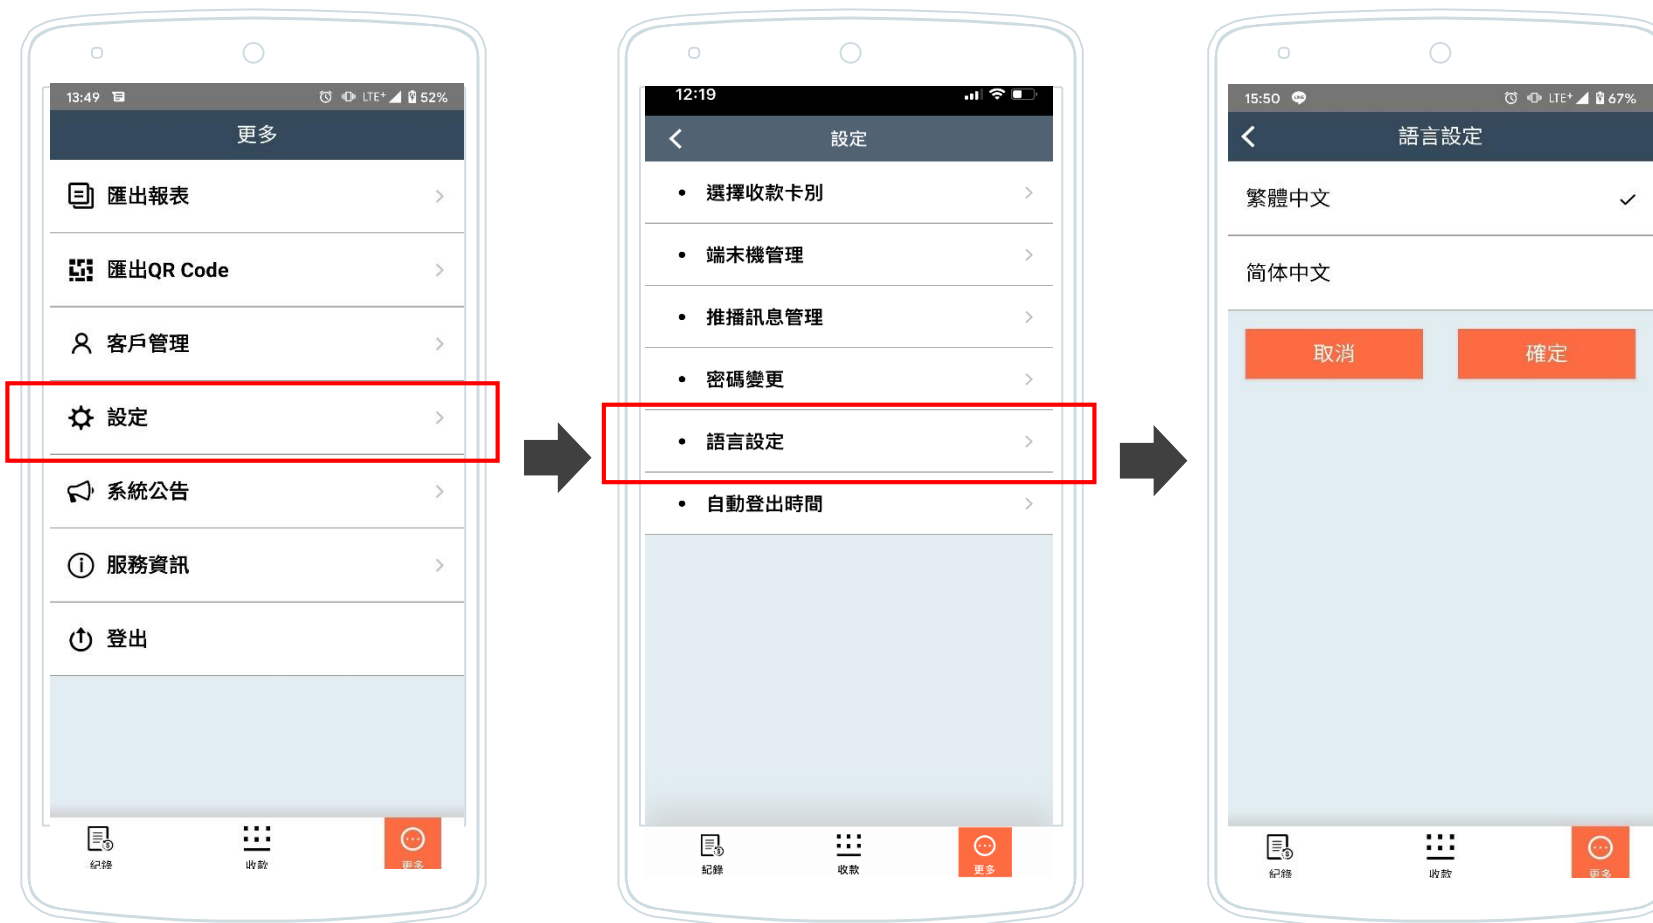 13:49 LTE+ 52%
更多
匯出報表
匯出QR Code
客戶管理
設定
系統公告
服務資訊
登出
紀錄 收款 更多
12:19
設定
• 選擇收款卡別
• 端末機管理
• 推播訊息管理
• 密碼變更
• 語言設定
• 自動登出時間
紀錄 收款 更多
15:50 LTE+ 67%
語言設定
繁體中文
简体中文
取消 確定
紀錄 收款 更多